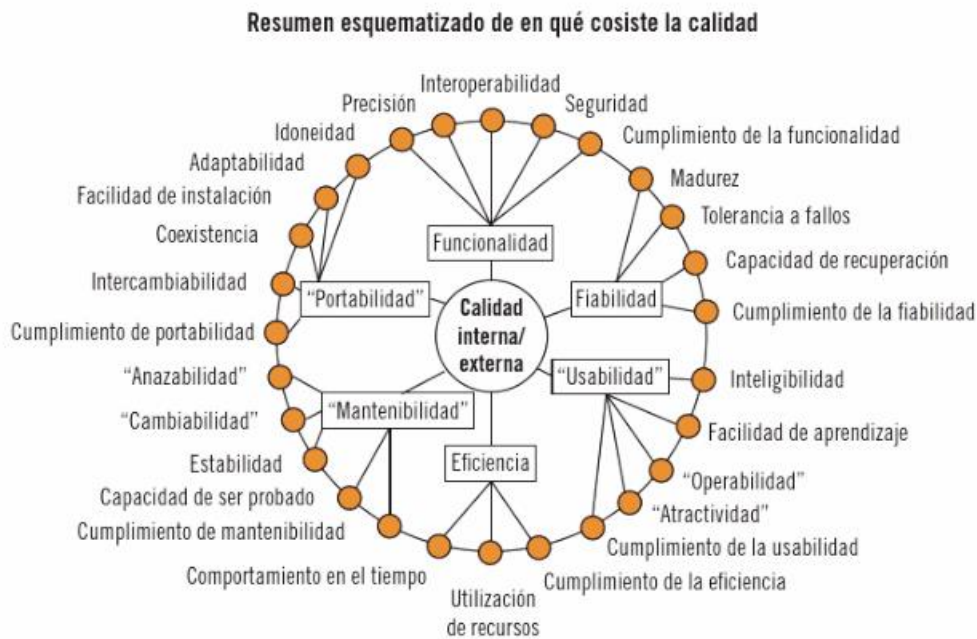 Resumen esquematizado de en qué cosiste la calidad
Interoperabilidad
Precisión
Seguridad
Idoneidad
Cumplimiento de la funcionalidad
Adaptabilidad
Madurez
Facilidad de instalación
Tolerancia a fallos
Coexistencia
Funcionalidad
Capacidad de recuperación
Intercambiabilidad
"Portabilidad"
Calidad
interna/
externa
Fiabilidad
Cumplimiento de la fiabilidad
Cumplimiento de portabilidad
"Anazabilidad"
"Usabilidad"
Inteligibilidad
"Cambiabilidad"
"Mantenibilidad"
Facilidad de aprendizaje
Estabilidad
Eficiencia
"Operabilidad"
Capacidad de ser probado
"Atractividad"
Cumplimiento de mantenibilidad
Cumplimiento de la usabilidad
Comportamiento en el tiempo
Cumplimiento de la eficiencia
Utilización
de recursos